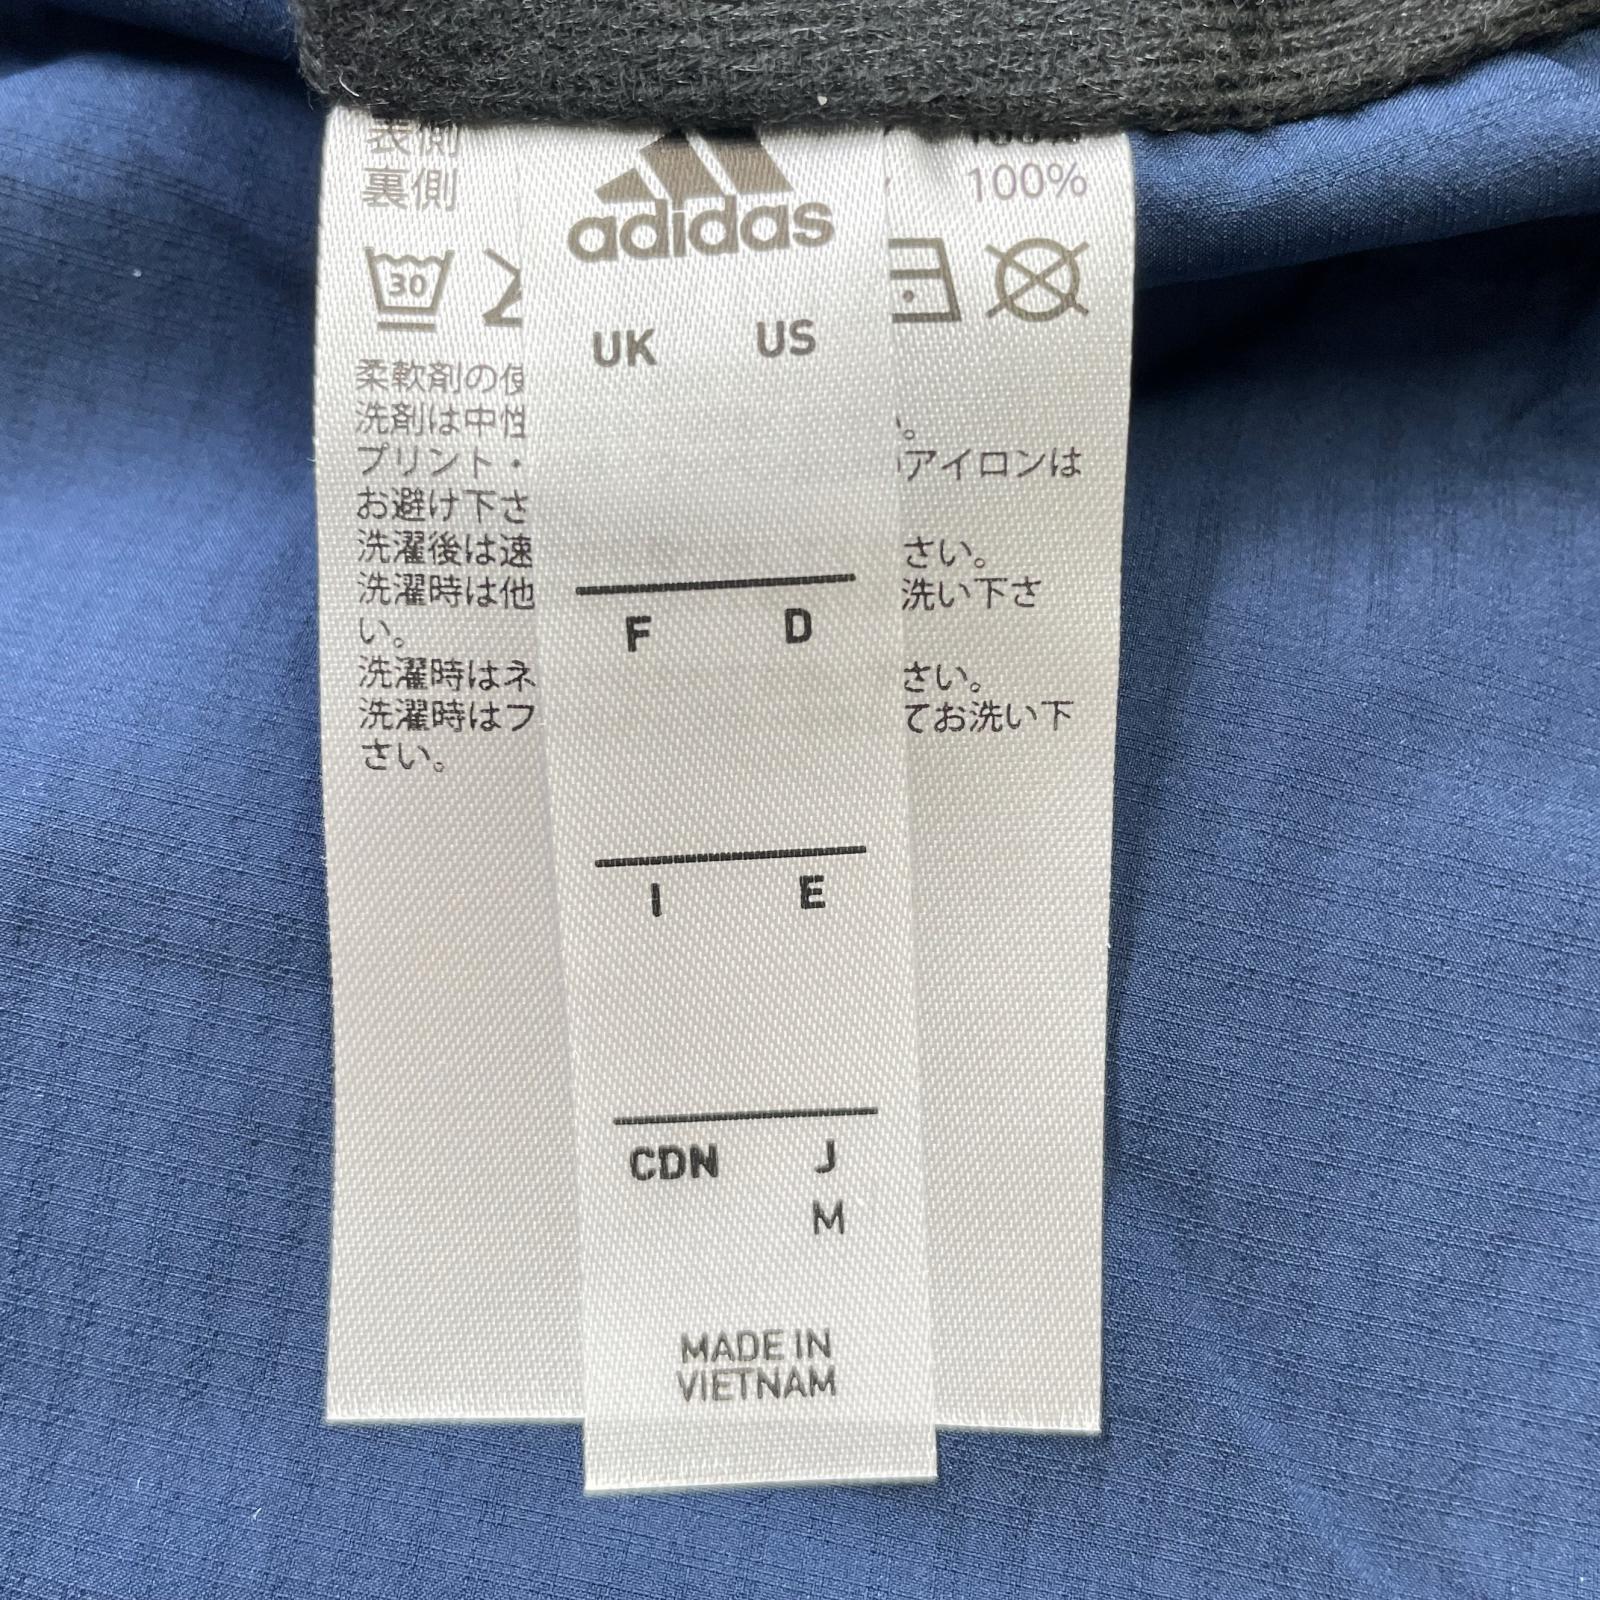 表側
裏側
100%
30
adidas
UK US
柔軟剤の
洗剤は中性
プリント・
アイロンは
お避け下さ
洗濯後は速
さい。
洗濯時は他
洗い下さ
い。
洗濯時はネ
さい。
洗濯時はフ
てお洗い下
さい。
F D
I E
CDN J
M
MADE IN
VIETNAM